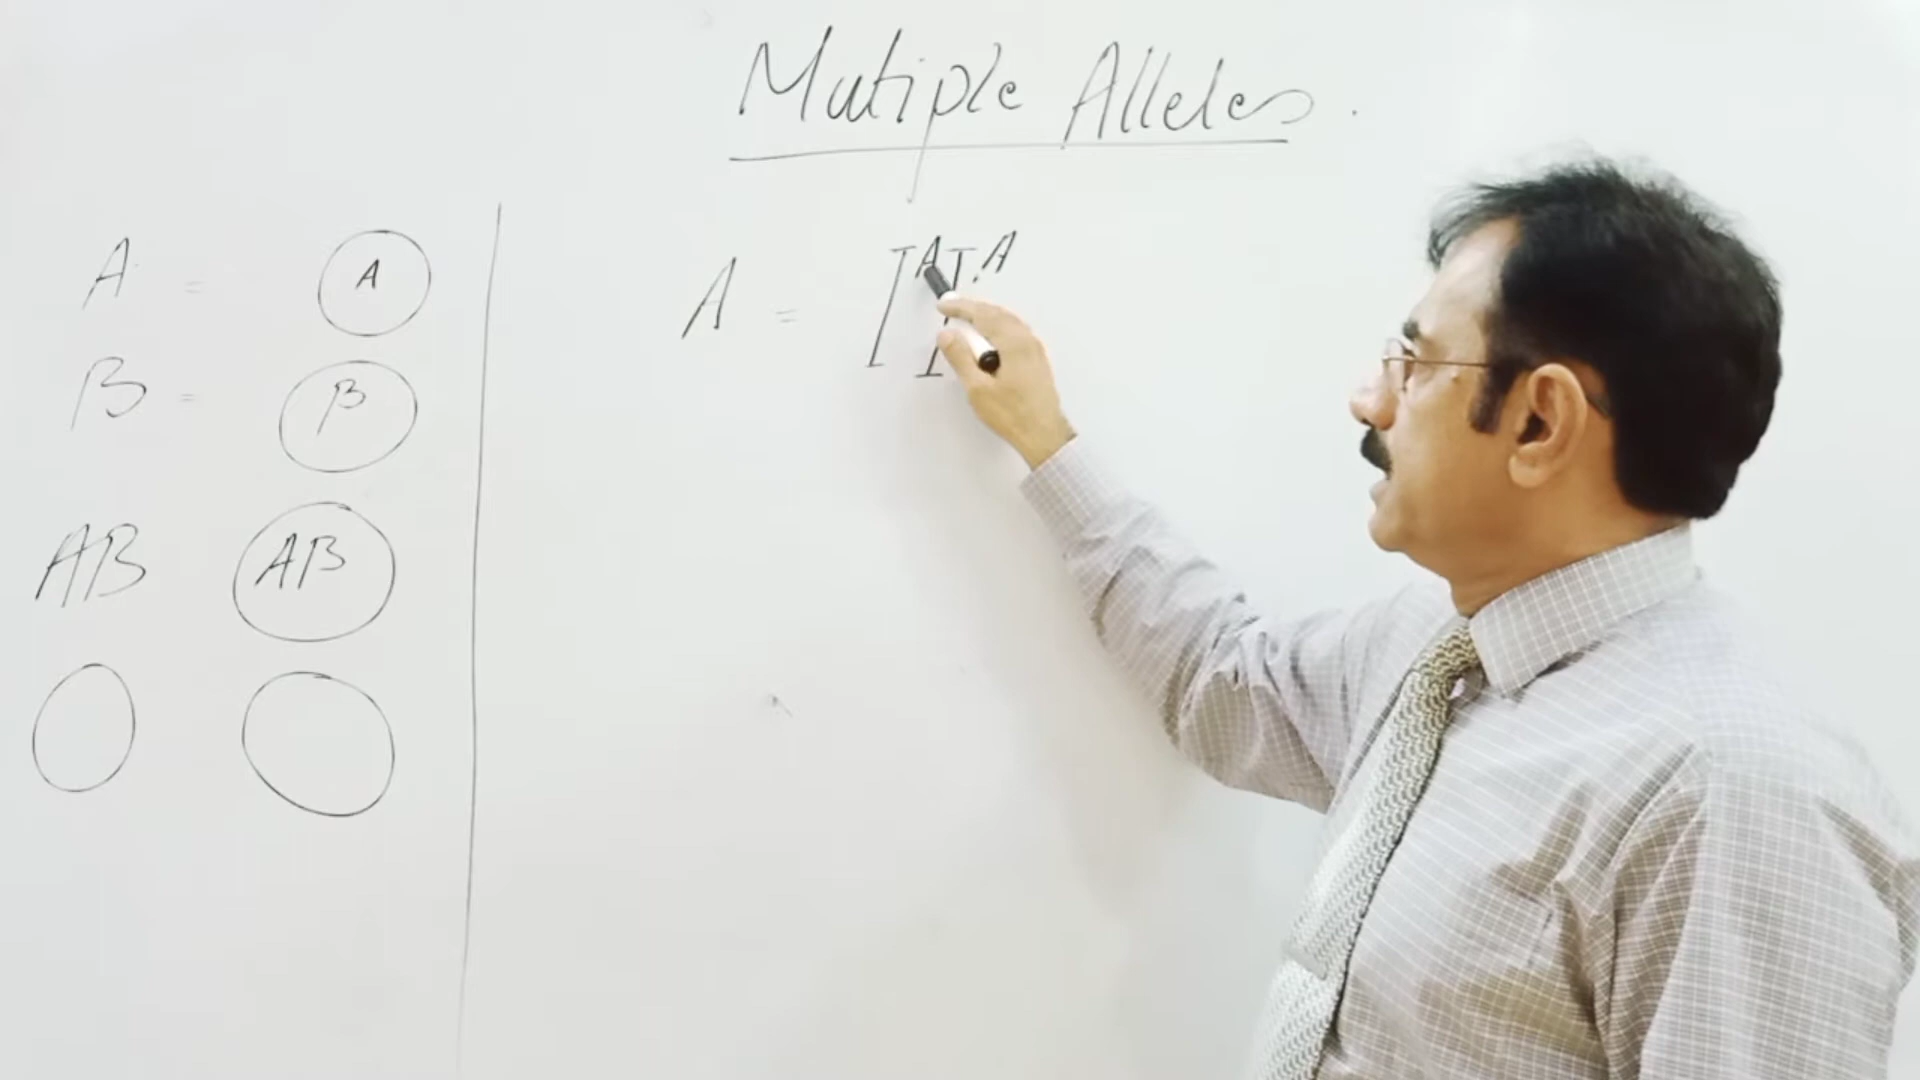 Mutiple Alleles.
A = A
B = B
AB AB
O
A = I^A I^A